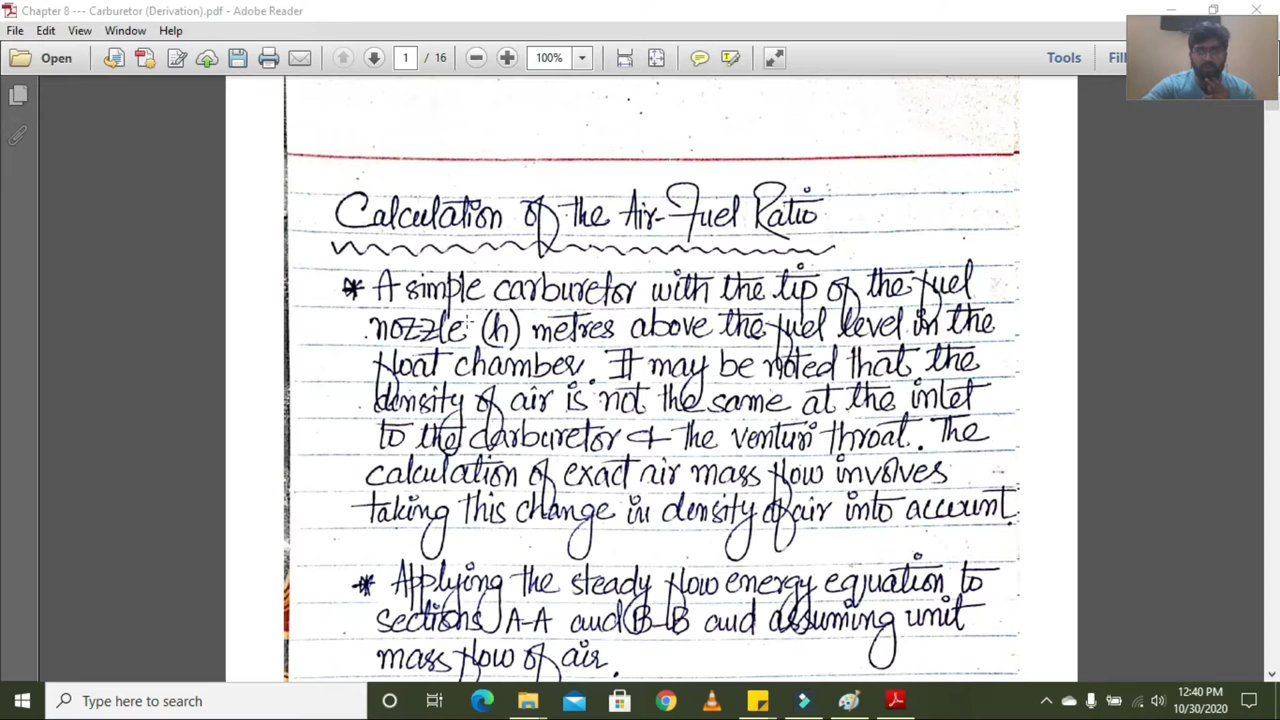 Chapter 8 --- Carburetor (Derivation).pdf - Adobe Reader
File Edit View Window Help
Open 1 / 16 100% Tools Fill
Calculation of the Air-Fuel Ratio
* A simple carburetor with the tip of the fuel
nozzle (h) metres above the fuel level in the
float chamber. It may be noted that the
density of air is not the same at the inlet
to the carburetor & the venturi throat. The
calculation of exact air mass flow involves
taking this change in density of air into account.
* Applying the steady flow energy equation to
sections A-A and B-B and assuming unit
mass flow of air.
Type here to search
12:40 PM
10/30/2020